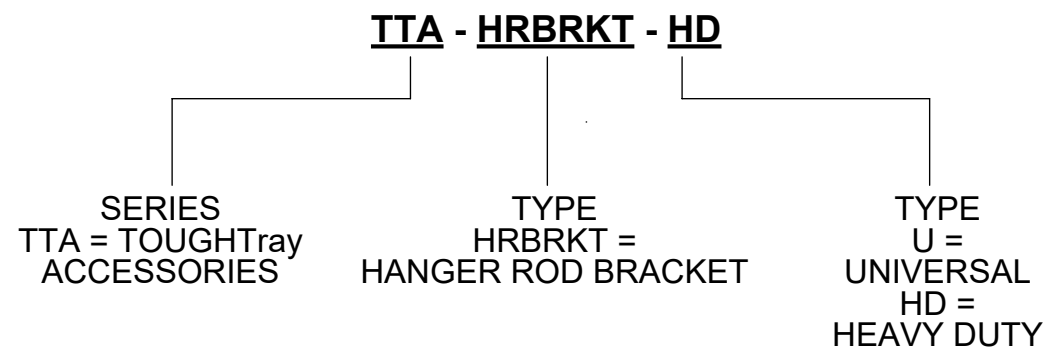 TTA - HRBRKT - HD
SERIES
TTA = TOUGHTray
ACCESSORIES
TYPE
HRBRKT =
HANGER ROD BRACKET
TYPE
U =
UNIVERSAL
HD =
HEAVY DUTY